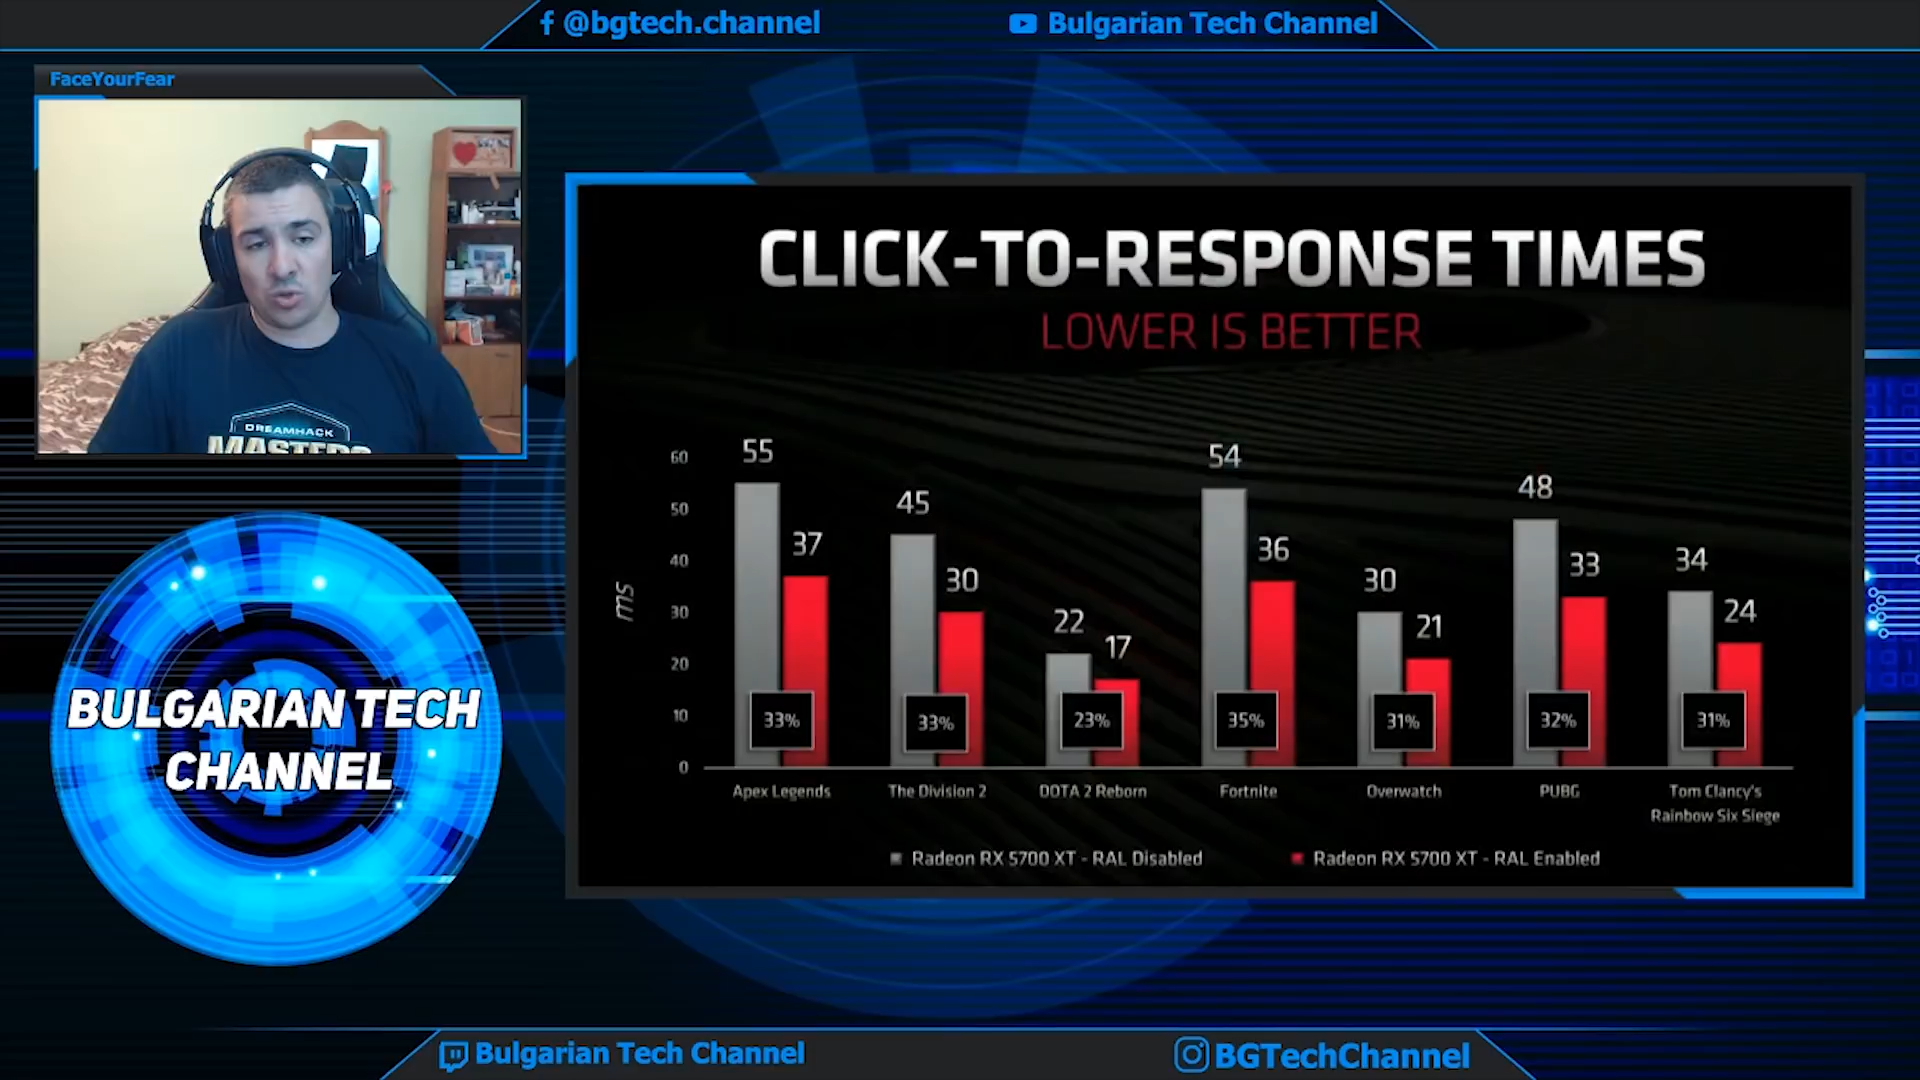 @bgtech.channel
Bulgarian Tech Channel
FaceYourFear
DREAMHACK
MASTERS
BULGARIAN TECH
CHANNEL
CLICK-TO-RESPONSE TIMES
LOWER IS BETTER
ms
60
50
40
30
20
10
0
55
37
33%
45
30
33%
22
17
23%
54
36
35%
30
21
31%
48
33
32%
34
24
31%
Apex Legends
The Division 2
DOTA 2 Reborn
Fortnite
Overwatch
PUBG
Tom Clancy's
Rainbow Six Siege
Radeon RX 5700 XT - RAL Disabled
Radeon RX 5700 XT - RAL Enabled
Bulgarian Tech Channel
BGTechChannel